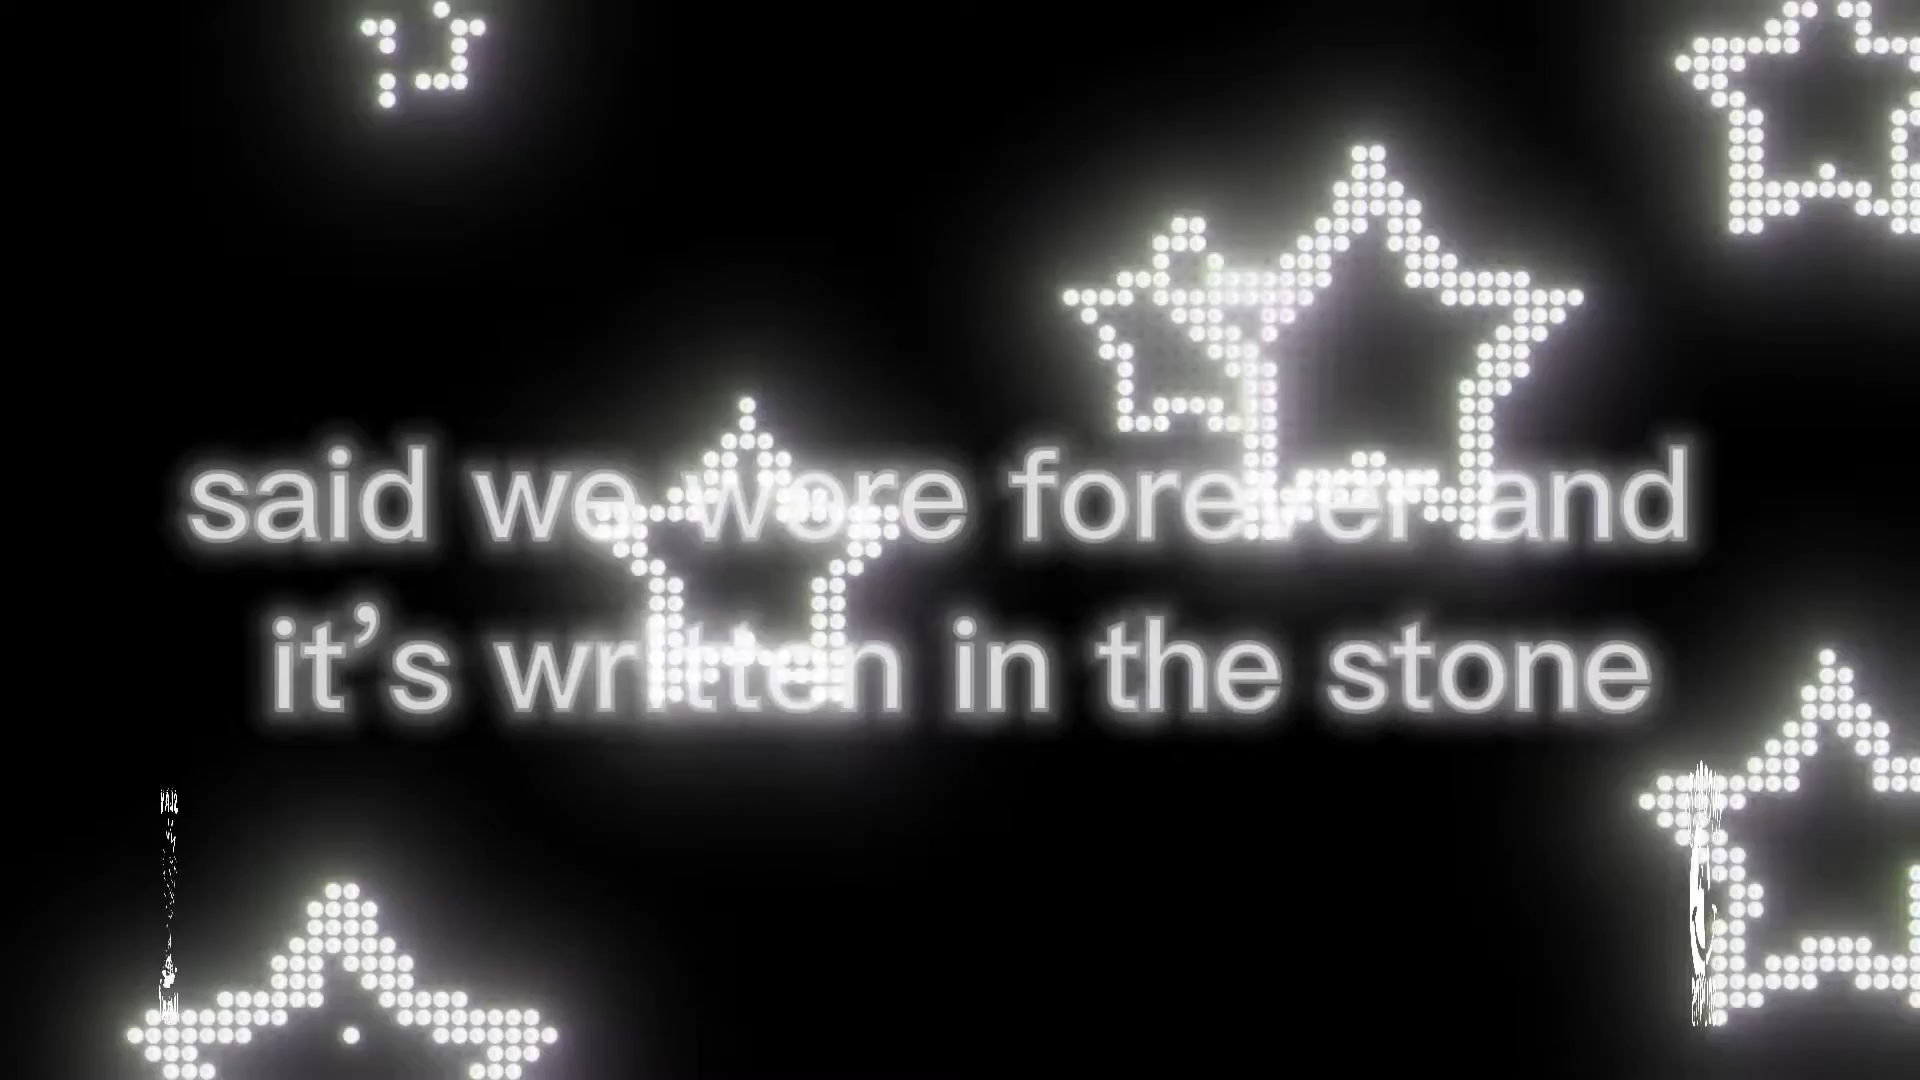 said we were forever and
it’s written in the stone